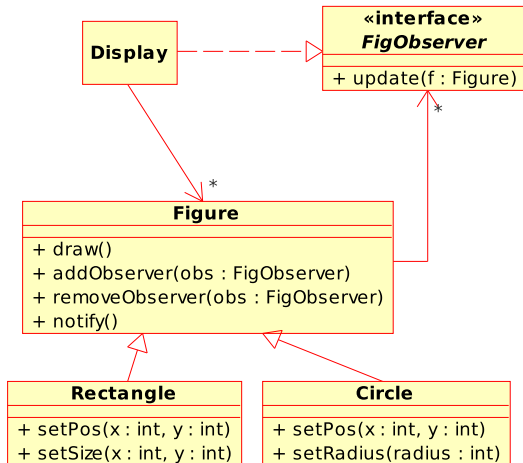 «interface»
FigObserver
Display
+ update(f : Figure)
*
*
Figure
+ draw()
+ addObserver(obs : FigObserver)
+ removeObserver(obs : FigObserver)
+ notify()
Rectangle
+ setPos(x : int, y : int)
+ setSize(x : int, y : int)
Circle
+ setPos(x : int, y : int)
+ setRadius(radius : int)